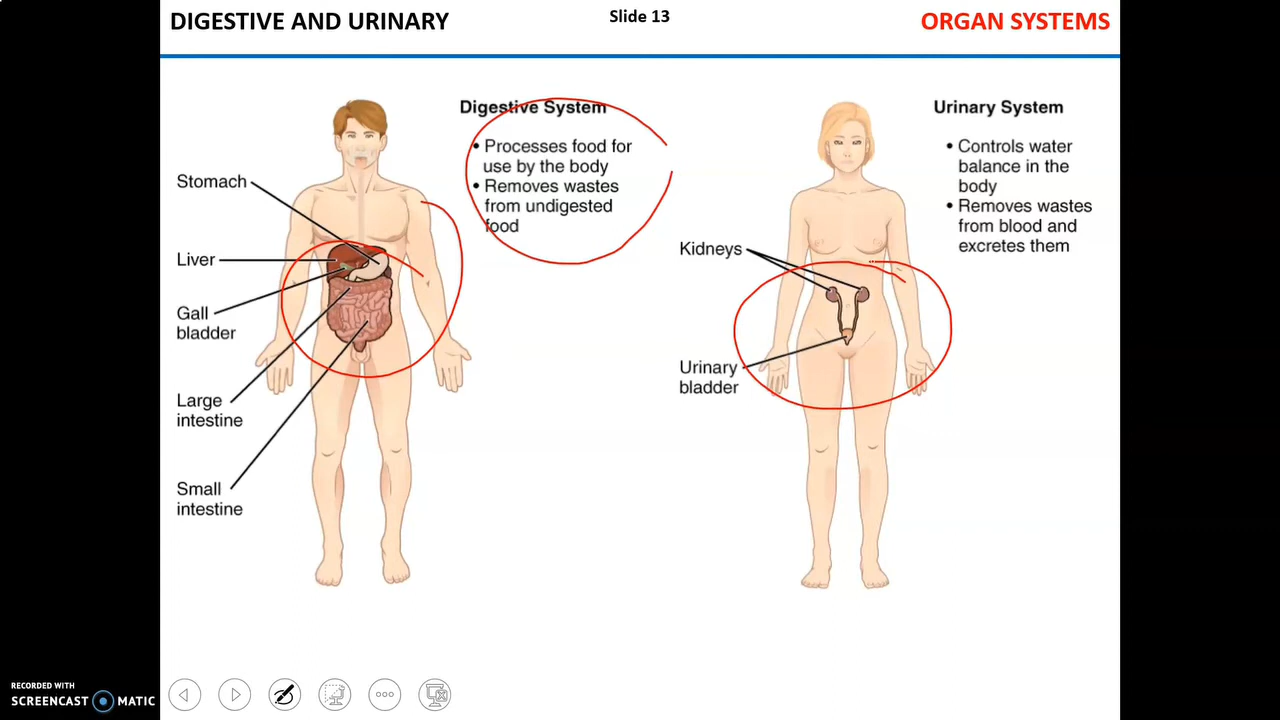 DIGESTIVE AND URINARY
Slide 13
ORGAN SYSTEMS
Digestive System
• Processes food for
use by the body
• Removes wastes
from undigested
food
Stomach
Liver
Gall
bladder
Large
intestine
Small
intestine
Urinary System
• Controls water
balance in the
body
• Removes wastes
from blood and
excretes them
Kidneys
Urinary
bladder
RECORDED WITH
SCREENCAST MATIC